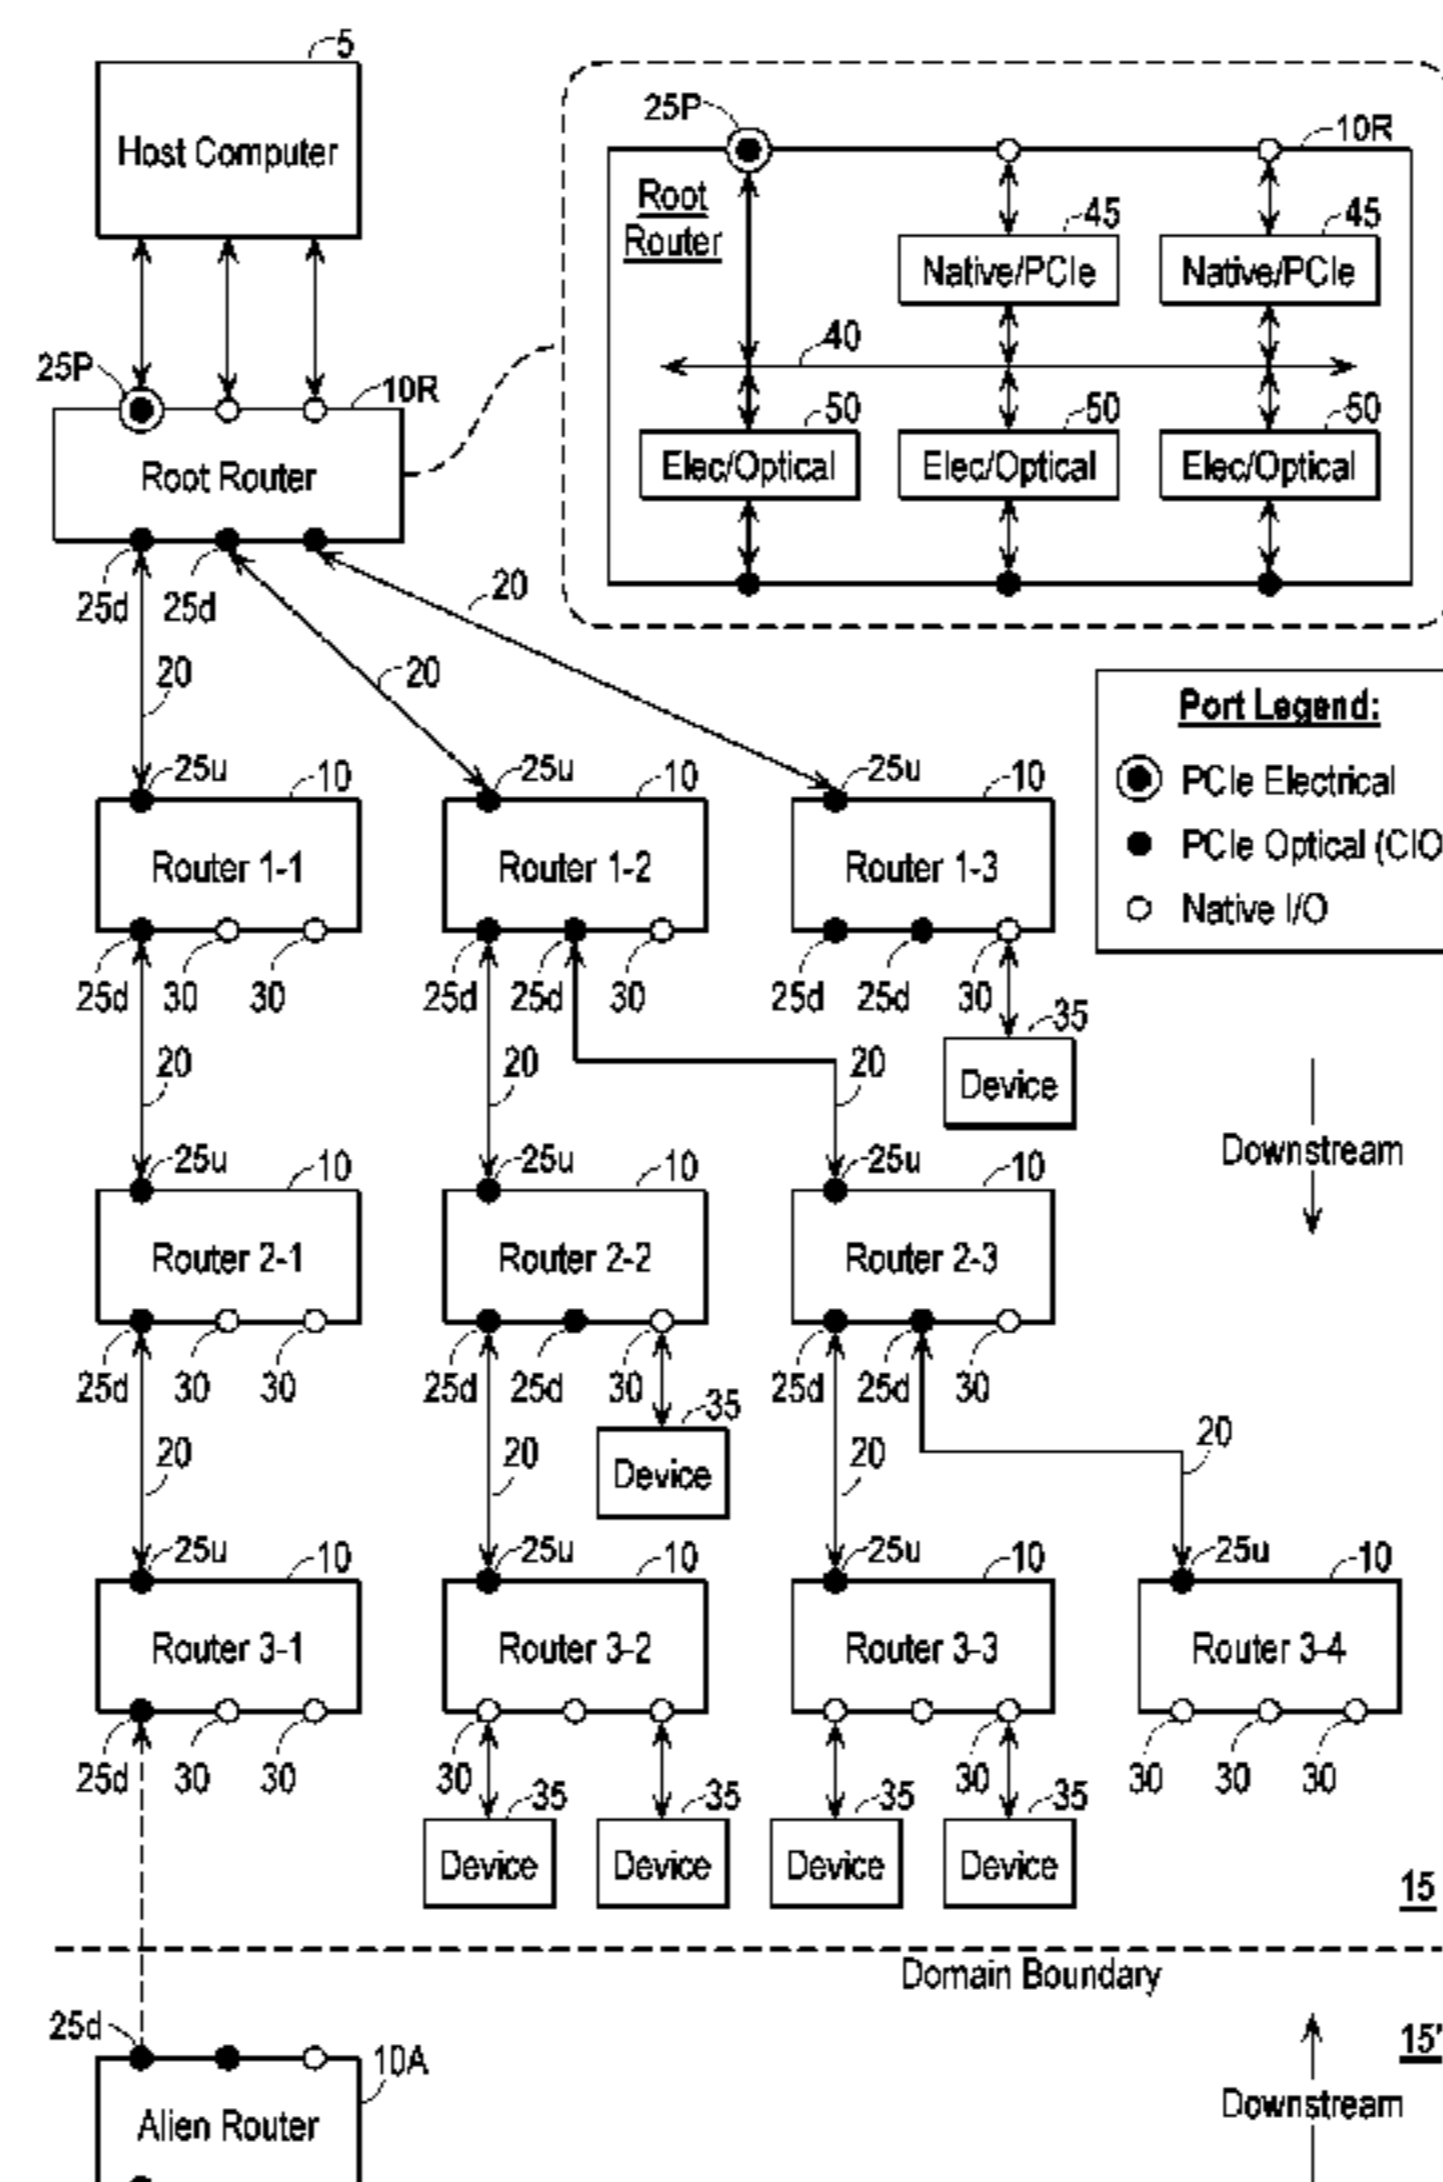 5
Host Computer
25P
10R
Root Router
25P
10R
Root
Router
45
45
Native/PCIe
Native/PCIe
40
50
50
50
Elec/Optical
Elec/Optical
Elec/Optical
25d
25d
20
20
20
Port Legend:
PCIe Electrical
PCIe Optical (CIO
Native I/O
25u
10
25u
10
25u
10
Router 1-1
Router 1-2
Router 1-3
25d
30
30
25d
25d
30
25d
25d
30
35
Device
20
20
20
Downstream
25u
10
25u
10
25u
10
Router 2-1
Router 2-2
Router 2-3
25d
30
30
25d
25d
30
25d
25d
30
35
Device
20
20
20
20
25u
10
25u
10
25u
10
25u
10
Router 3-1
Router 3-2
Router 3-3
Router 3-4
25d
30
30
30
30
30
30
30
35
35
35
35
Device
Device
Device
Device
15
Domain Boundary
25d
10A
15'
Alien Router
Downstream